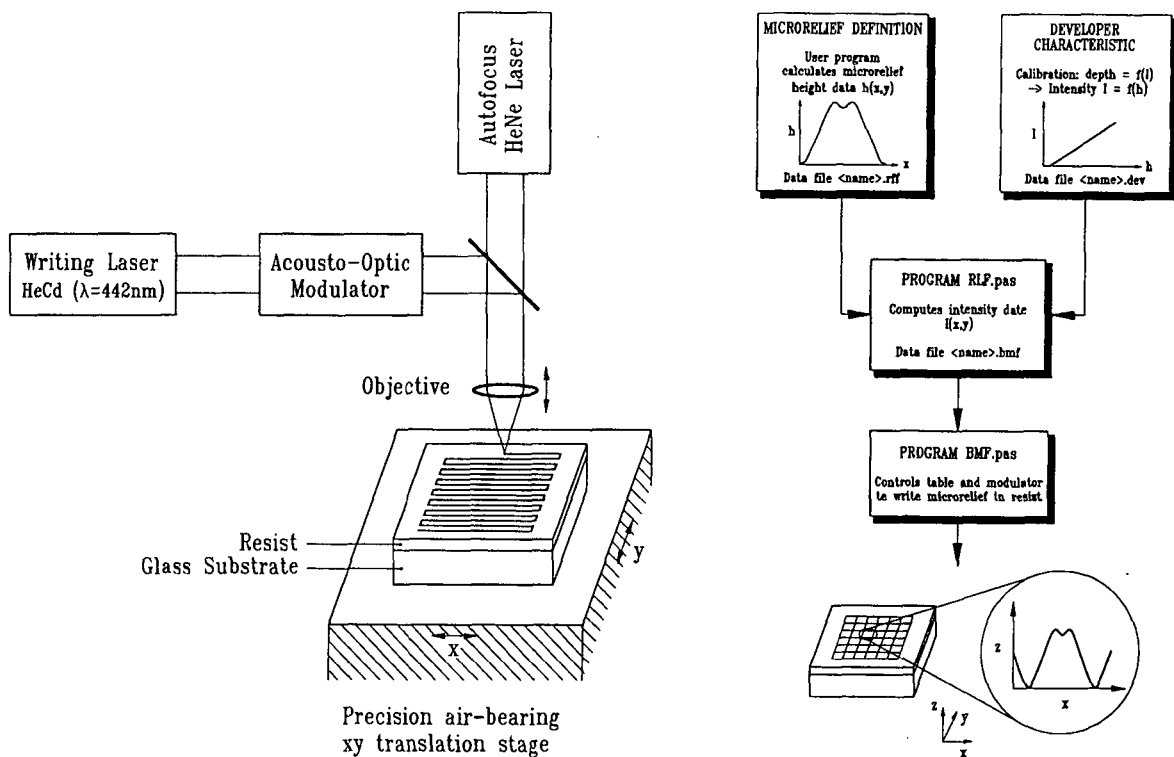 Autofocus
HeNe Laser
Writing Laser
HeCd (λ=442nm)
Acousto-Optic
Modulator
Objective
Resist
Glass Substrate
y
x
Precision air-bearing
xy translation stage
MICRORELIEF DEFINITION
User program
calculates microrelief
height data h(x,y)
h
x
Data file <name>.rff
DEVELOPER
CHARACTERISTIC
Calibration: depth = f(I)
→ Intensity I = f(h)
I
h
Data file <name>.dev
PROGRAM RLF.pas
Computes intensity date
I(x,y)
Data file <name>.bmf
PRDGRAM BMF.pas
Controls table and modulator
te write microrelief in resist
z
x
z
y
x